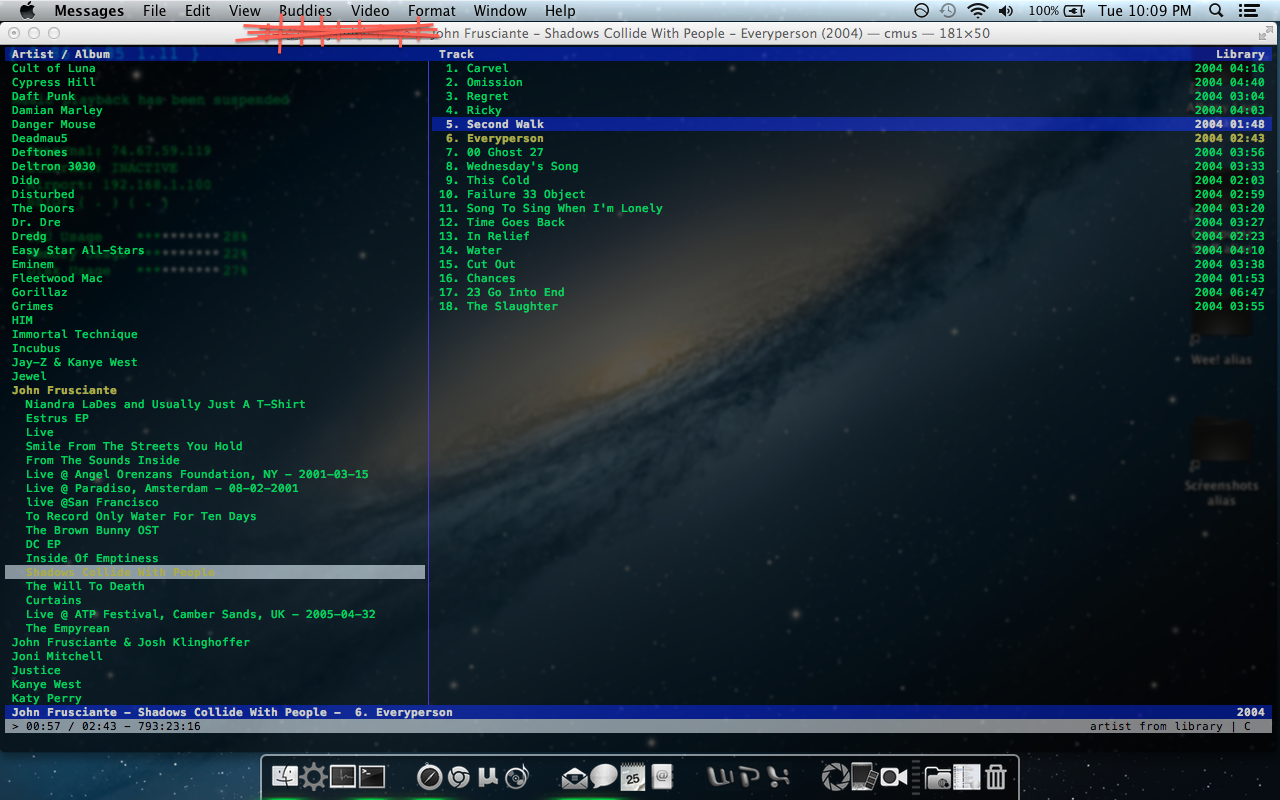 Messages File Edit View Buddies Video Format Window Help 100% Tue 10:09 PM
John Frusciante – Shadows Collide With People – Everyperson (2004) — cmus — 181×50
Artist / Album Track Library
Cult of Luna 1. Carvel 2004 04:16
Cypress Hill 2. Omission 2004 04:40
Daft Punk 3. Regret 2004 03:04
Damian Marley 4. Ricky 2004 04:03
Danger Mouse 5. Second Walk 2004 01:48
Deadmau5 6. Everyperson 2004 02:43
Deftones 7. 00 Ghost 27 2004 03:56
Deltron 3030 8. Wednesday's Song 2004 03:33
Dido 9. This Cold 2004 02:03
Disturbed 10. Failure 33 Object 2004 02:59
The Doors 11. Song To Sing When I'm Lonely 2004 03:20
Dr. Dre 12. Time Goes Back 2004 03:27
Dredg 13. In Relief 2004 02:23
Easy Star All-Stars 14. Water 2004 04:10
Eminem 15. Cut Out 2004 03:38
Fleetwood Mac 16. Chances 2004 01:53
Gorillaz 17. 23 Go Into End 2004 06:47
Grimes 18. The Slaughter 2004 03:55
HIM
Immortal Technique
Incubus
Jay-Z & Kanye West
Jewel
John Frusciante
Niandra LaDes and Usually Just A T-Shirt
Estrus EP
Live
Smile From The Streets You Hold
From The Sounds Inside
Live @ Angel Orenzans Foundation, NY - 2001-03-15
Live @ Paradiso, Amsterdam - 08-02-2001
live @San Francisco
To Record Only Water For Ten Days
The Brown Bunny OST
DC EP
Inside Of Emptiness
Shadows Collide With People
The Will To Death
Curtains
Live @ ATP Festival, Camber Sands, UK - 2005-04-32
The Empyrean
John Frusciante & Josh Klinghoffer
Joni Mitchell
Justice
Kanye West
Katy Perry
John Frusciante - Shadows Collide With People - 6. Everyperson 2004
> 00:57 / 02:43 - 793:23:16 artist from library | C
Wee! alias
Screenshots
alias
25